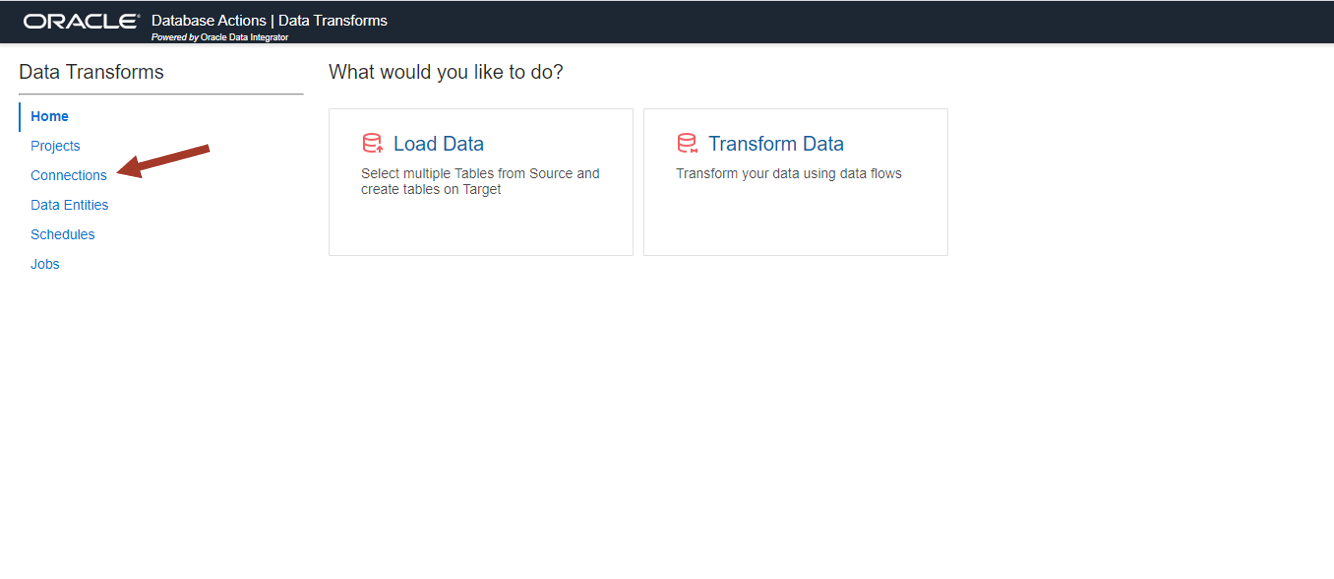 ORACLE Database Actions | Data Transforms
Powered by Oracle Data Integrator
Data Transforms
Home
Projects
Connections
Data Entities
Schedules
Jobs
What would you like to do?
Load Data
Select multiple Tables from Source and
create tables on Target
Transform Data
Transform your data using data flows